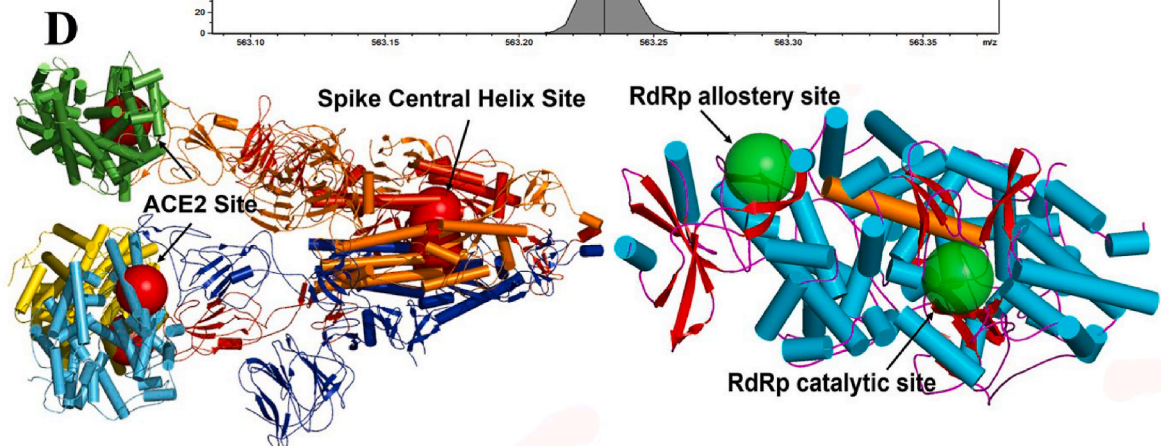 20
0
563.10 563.15 563.20 563.25 563.30 563.35 m/z
D
Spike Central Helix Site
RdRp allostery site
ACE2 Site
RdRp catalytic site